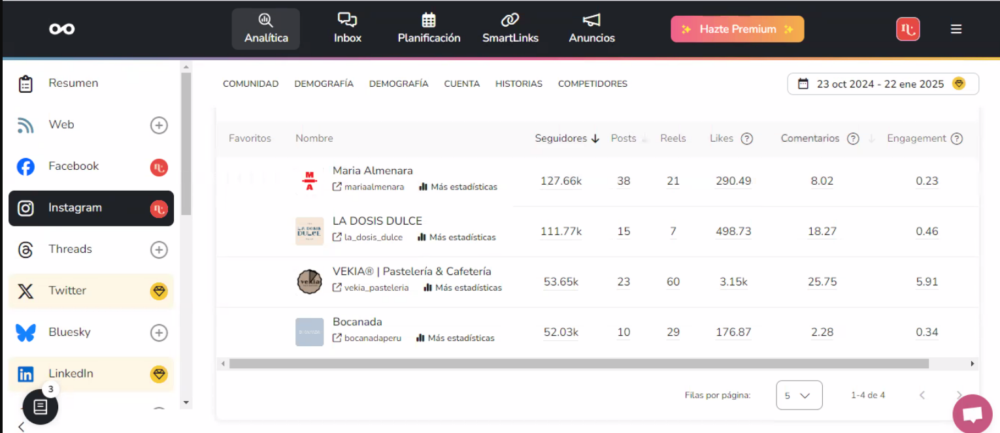 Analítica
Inbox
Planificación
SmartLinks
Anuncios
Hazte Premium
Resumen
Web
Facebook
Instagram
Threads
Twitter
Bluesky
LinkedIn
3
COMUNIDAD DEMOGRAFÍA DEMOGRAFÍA CUENTA HISTORIAS COMPETIDORES
23 oct 2024 - 22 ene 2025
Favoritos Nombre Seguidores Posts Reels Likes ? Comentarios ? Engagement ?
M
A
Maria Almenara
mariaalmenara Más estadísticas
127.66k 38 21 290.49 8.02 0.23
LA DOSIS
DULCE
LA DOSIS DULCE
la_dosis_dulce Más estadísticas
111.77k 15 7 498.73 18.27 0.46
vekia
VEKIA® | Pastelería & Cafetería
vekia_pasteleria Más estadísticas
53.65k 23 60 3.15k 25.75 5.91
Bocanada
bocanadaperu Más estadísticas
52.03k 10 29 176.87 2.28 0.34
Filas por página: 5 1-4 de 4